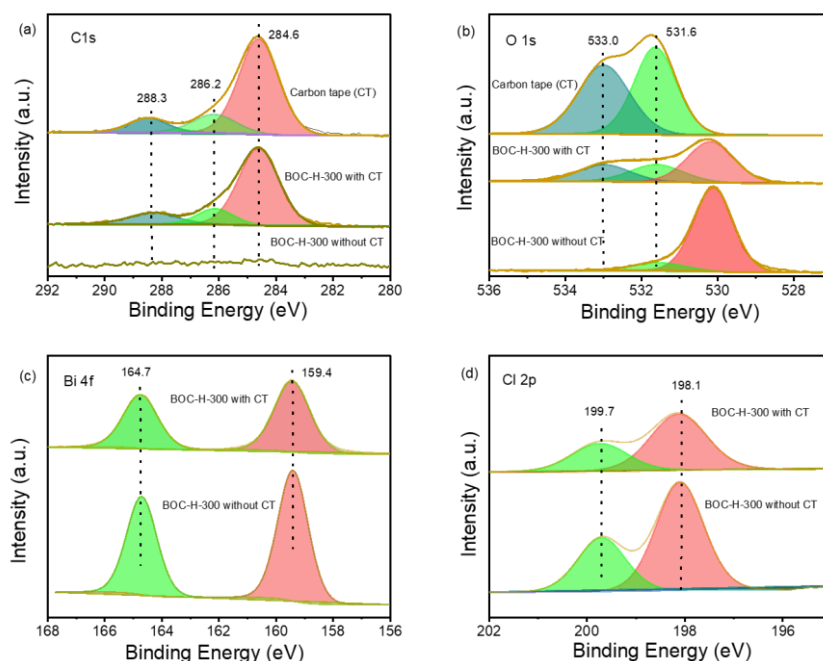 (a)
C1s
284.6
286.2
288.3
Carbon tape (CT)
BOC-H-300 with CT
BOC-H-300 without CT
Intensity (a.u.)
292 290 288 286 284 282 280
Binding Energy (eV)
(b)
O 1s
533.0
531.6
Carbon tape (CT)
BOC-H-300 with CT
BOC-H-300 without CT
Intensity (a.u.)
536 534 532 530 528
Binding Energy (eV)
(c)
Bi 4f
164.7
159.4
BOC-H-300 with CT
BOC-H-300 without CT
Intensity (a.u.)
168 166 164 162 160 158 156
Binding Energy (eV)
(d)
Cl 2p
198.1
199.7
BOC-H-300 with CT
BOC-H-300 without CT
Intensity (a.u.)
202 200 198 196
Binding Energy (eV)